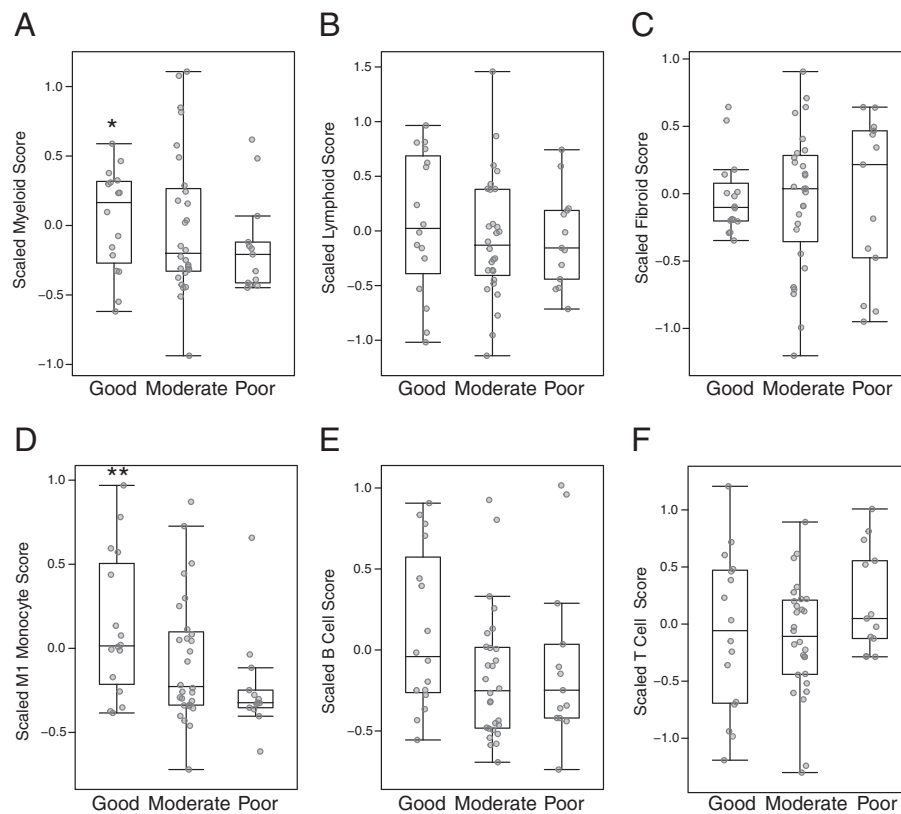 A
B
C
Scaled Myeloid Score
1.0
0.5
0.0
−0.5
−1.0
*
Good Moderate Poor
Scaled Lymphoid Score
1.5
1.0
0.5
0.0
−0.5
−1.0
Good Moderate Poor
Scaled Fibroid Score
1.0
0.5
0.0
−0.5
−1.0
Good Moderate Poor
D
E
F
Scaled M1 Monocyte Score
1.0
0.5
0.0
−0.5
**
Good Moderate Poor
Scaled B Cell Score
1.0
0.5
0.0
−0.5
Good Moderate Poor
Scaled T Cell Score
1.0
0.5
0.0
−0.5
−1.0
Good Moderate Poor